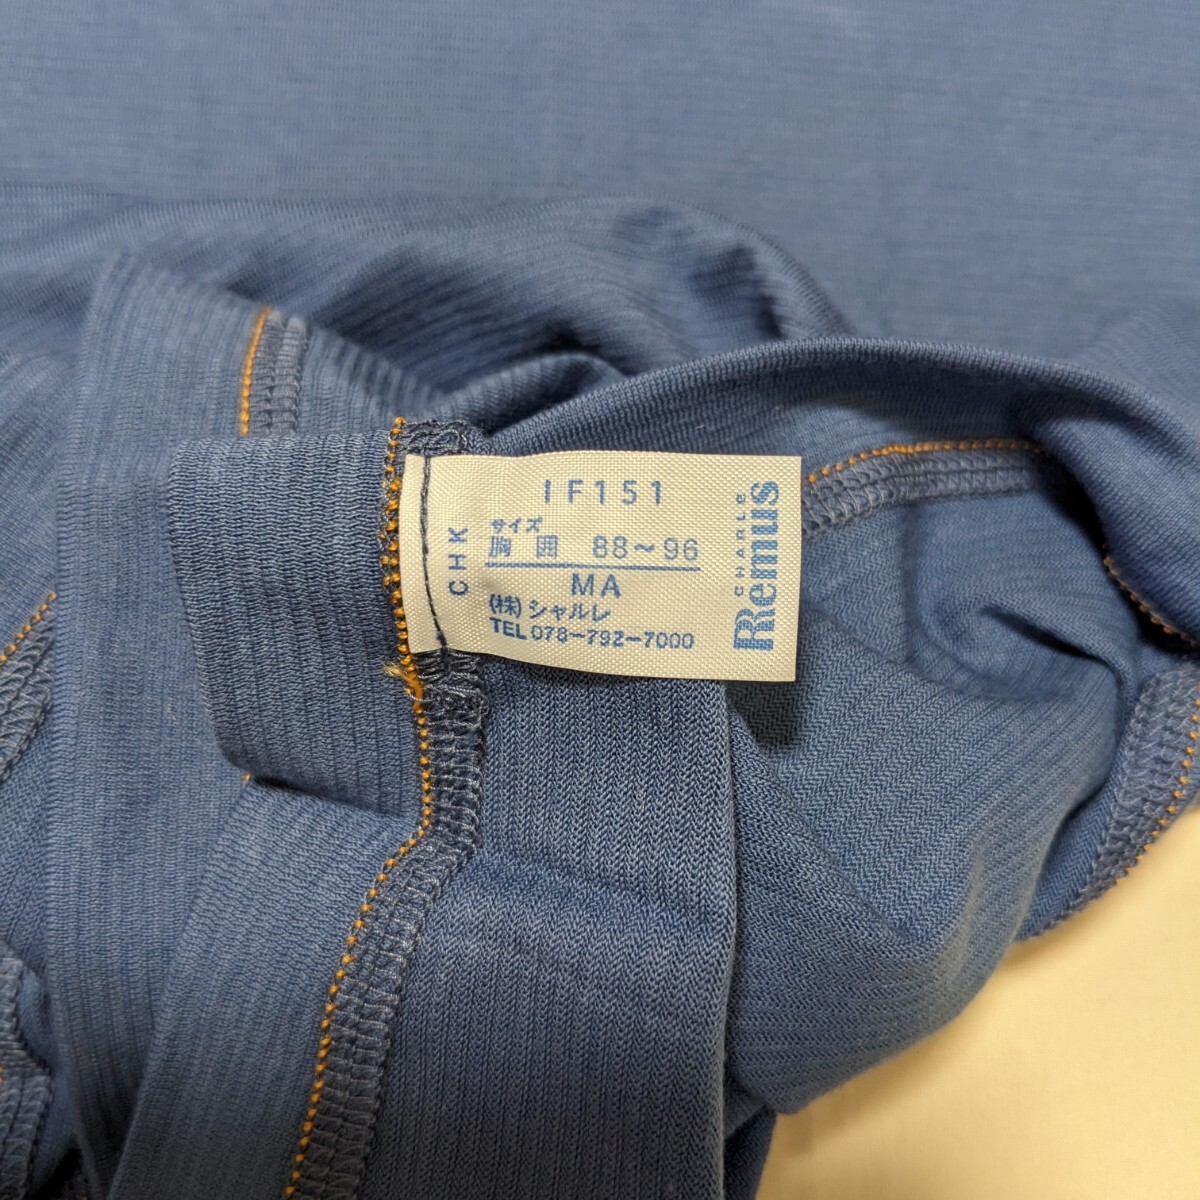 IF151
サイズ
胸囲 88～96
MA
(株)シャルレ
TEL 078-792-7000
CHK
CHARLE
Remus